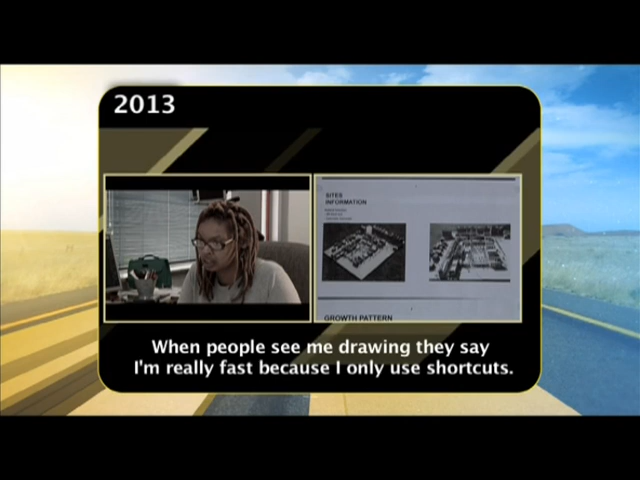 2013
SITES
INFORMATION
GROWTH PATTERN
When people see me drawing they say
I'm really fast because I only use shortcuts.